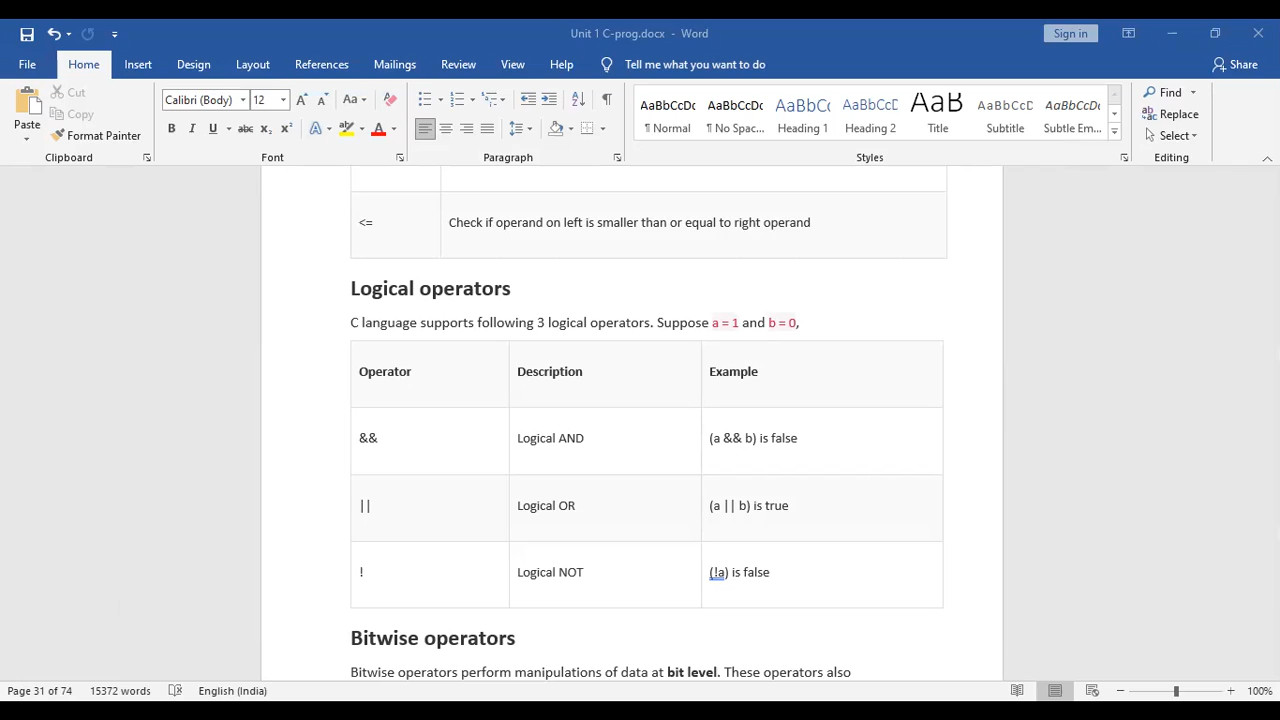 Unit 1 C-prog.docx - Word
Sign in
File Home Insert Design Layout References Mailings Review View Help Tell me what you want to do Share
Cut
Copy
Paste
Format Painter
Clipboard
Calibri (Body) 12
Font
Paragraph
AaBbCcDc AaBbCcDc AaBbCc AaBbCcC AaB AaBbCcD AaBbCcDc
¶ Normal ¶ No Spac... Heading 1 Heading 2 Title Subtitle Subtle Em...
Styles
Find
Replace
Select
Editing
<= Check if operand on left is smaller than or equal to right operand
Logical operators
C language supports following 3 logical operators. Suppose a = 1 and b = 0,
Operator Description Example
&& Logical AND (a && b) is false
|| Logical OR (a || b) is true
! Logical NOT (!a) is false
Bitwise operators
Bitwise operators perform manipulations of data at bit level. These operators also
Page 31 of 74 15372 words English (India) 100%